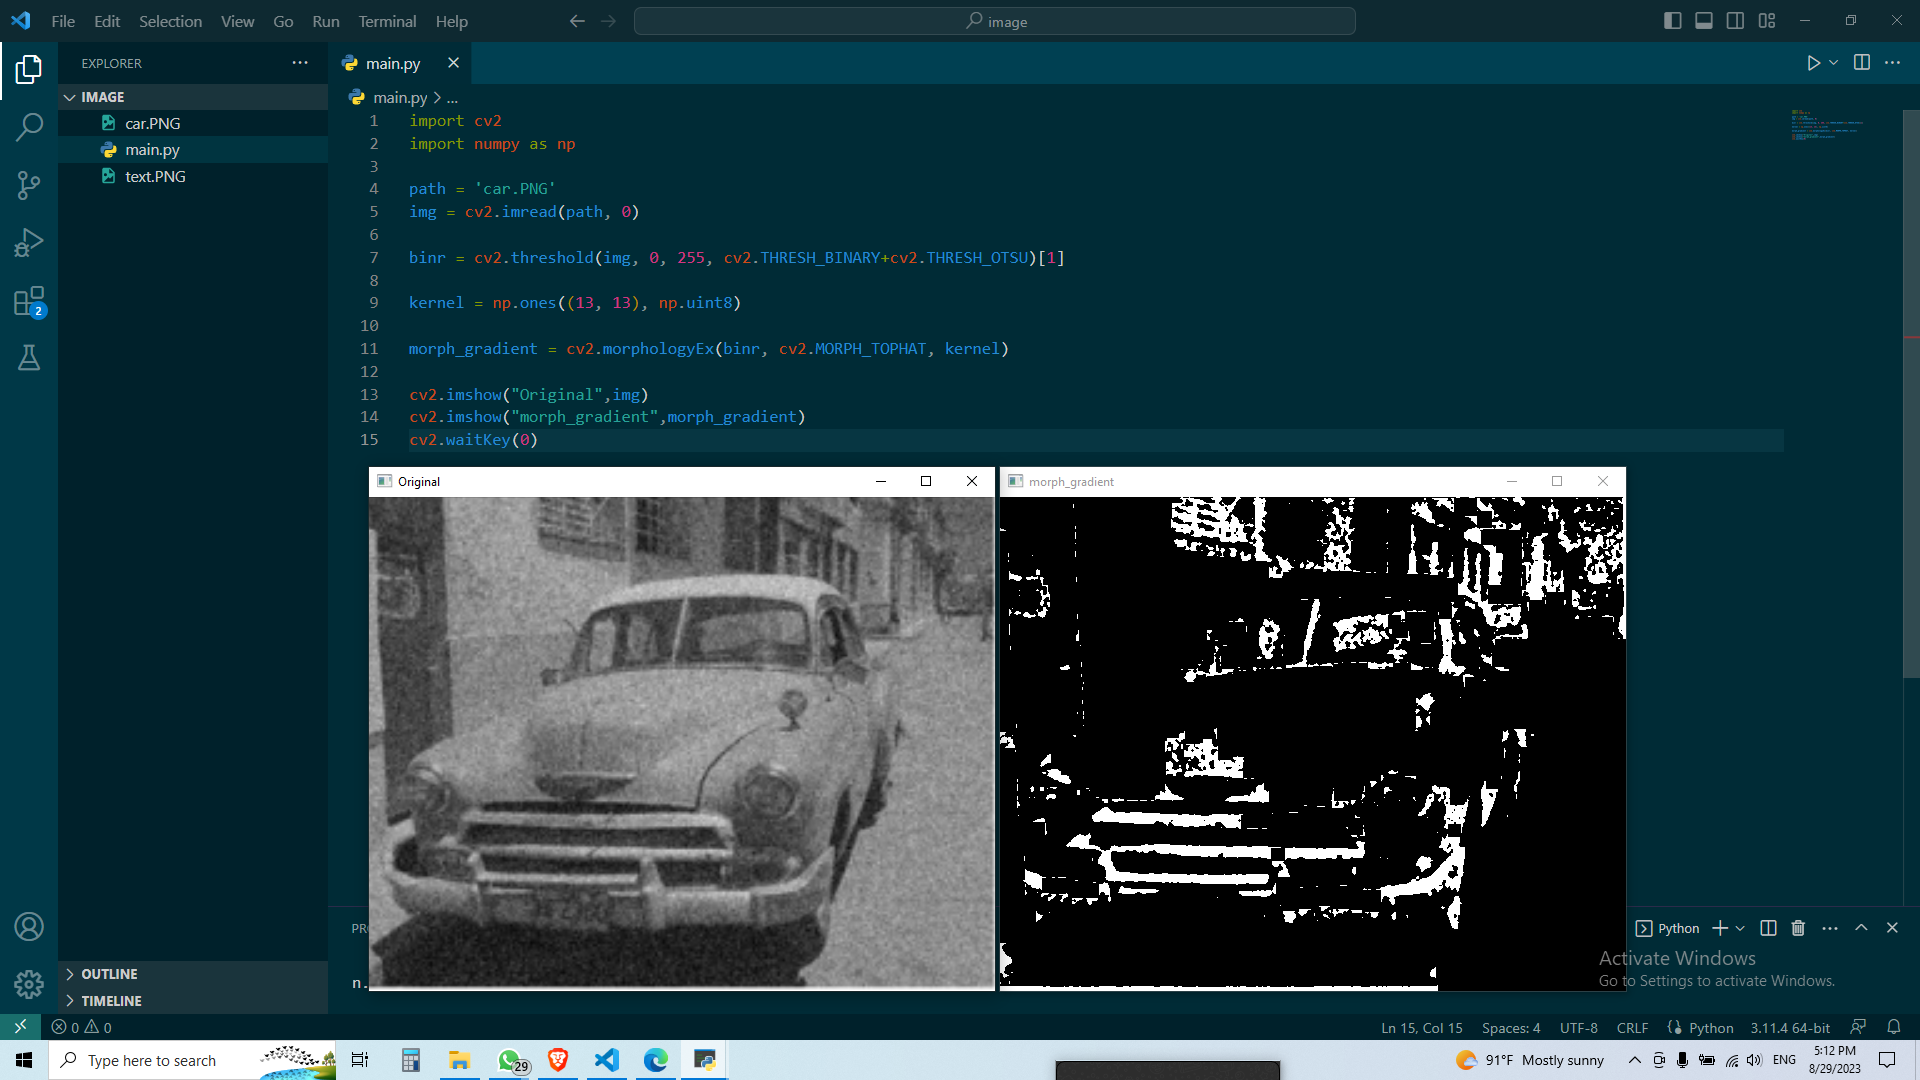 File Edit Selection View Go Run Terminal Help
image
EXPLORER
IMAGE
car.PNG
main.py
text.PNG
OUTLINE
TIMELINE
main.py
main.py > ...
1 import cv2
2 import numpy as np
3
4 path = 'car.PNG'
5 img = cv2.imread(path, 0)
6
7 binr = cv2.threshold(img, 0, 255, cv2.THRESH_BINARY+cv2.THRESH_OTSU)[1]
8
9 kernel = np.ones((13, 13), np.uint8)
10
11 morph_gradient = cv2.morphologyEx(binr, cv2.MORPH_TOPHAT, kernel)
12
13 cv2.imshow("Original",img)
14 cv2.imshow("morph_gradient",morph_gradient)
15 cv2.waitKey(0)
Original
morph_gradient
PR
n.
Python
Activate Windows
Go to Settings to activate Windows.
2
0 0
Ln 15, Col 15 Spaces: 4 UTF-8 CRLF Python 3.11.4 64-bit
Type here to search
29
91°F Mostly sunny
ENG
5:12 PM
8/29/2023